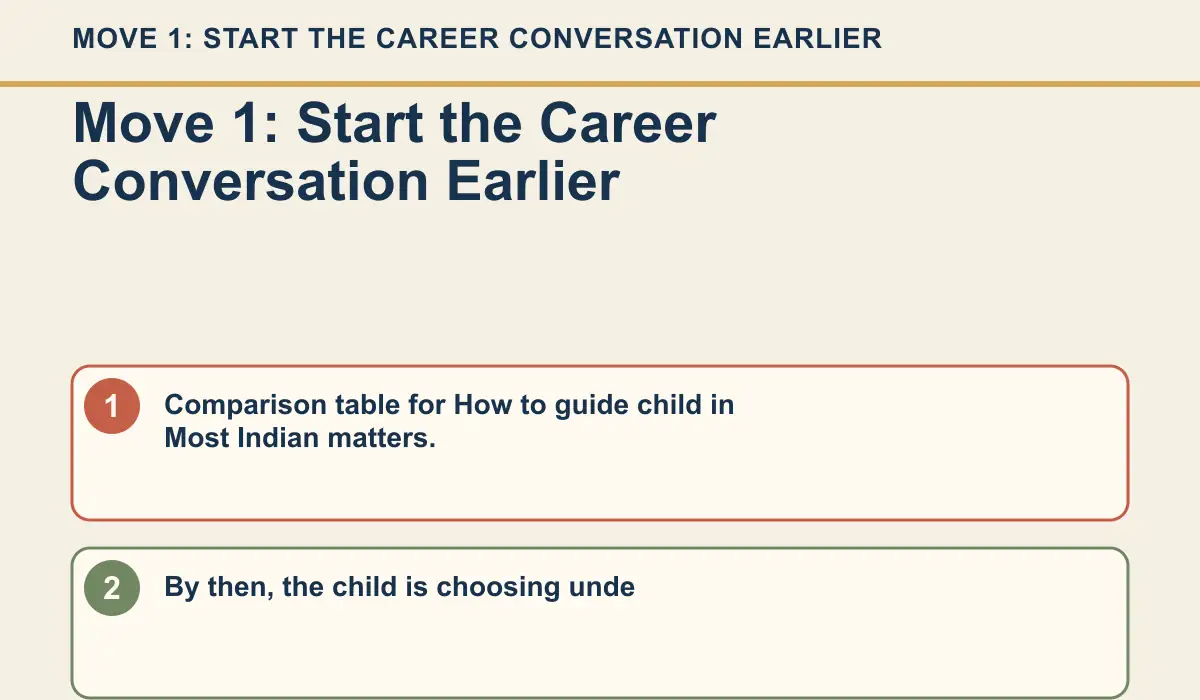 MOVE 1: START THE CAREER CONVERSATION EARLIER
Move 1: Start the Career
Conversation Earlier
1
Comparison table for How to guide child in
Most Indian matters.
2
By then, the child is choosing unde